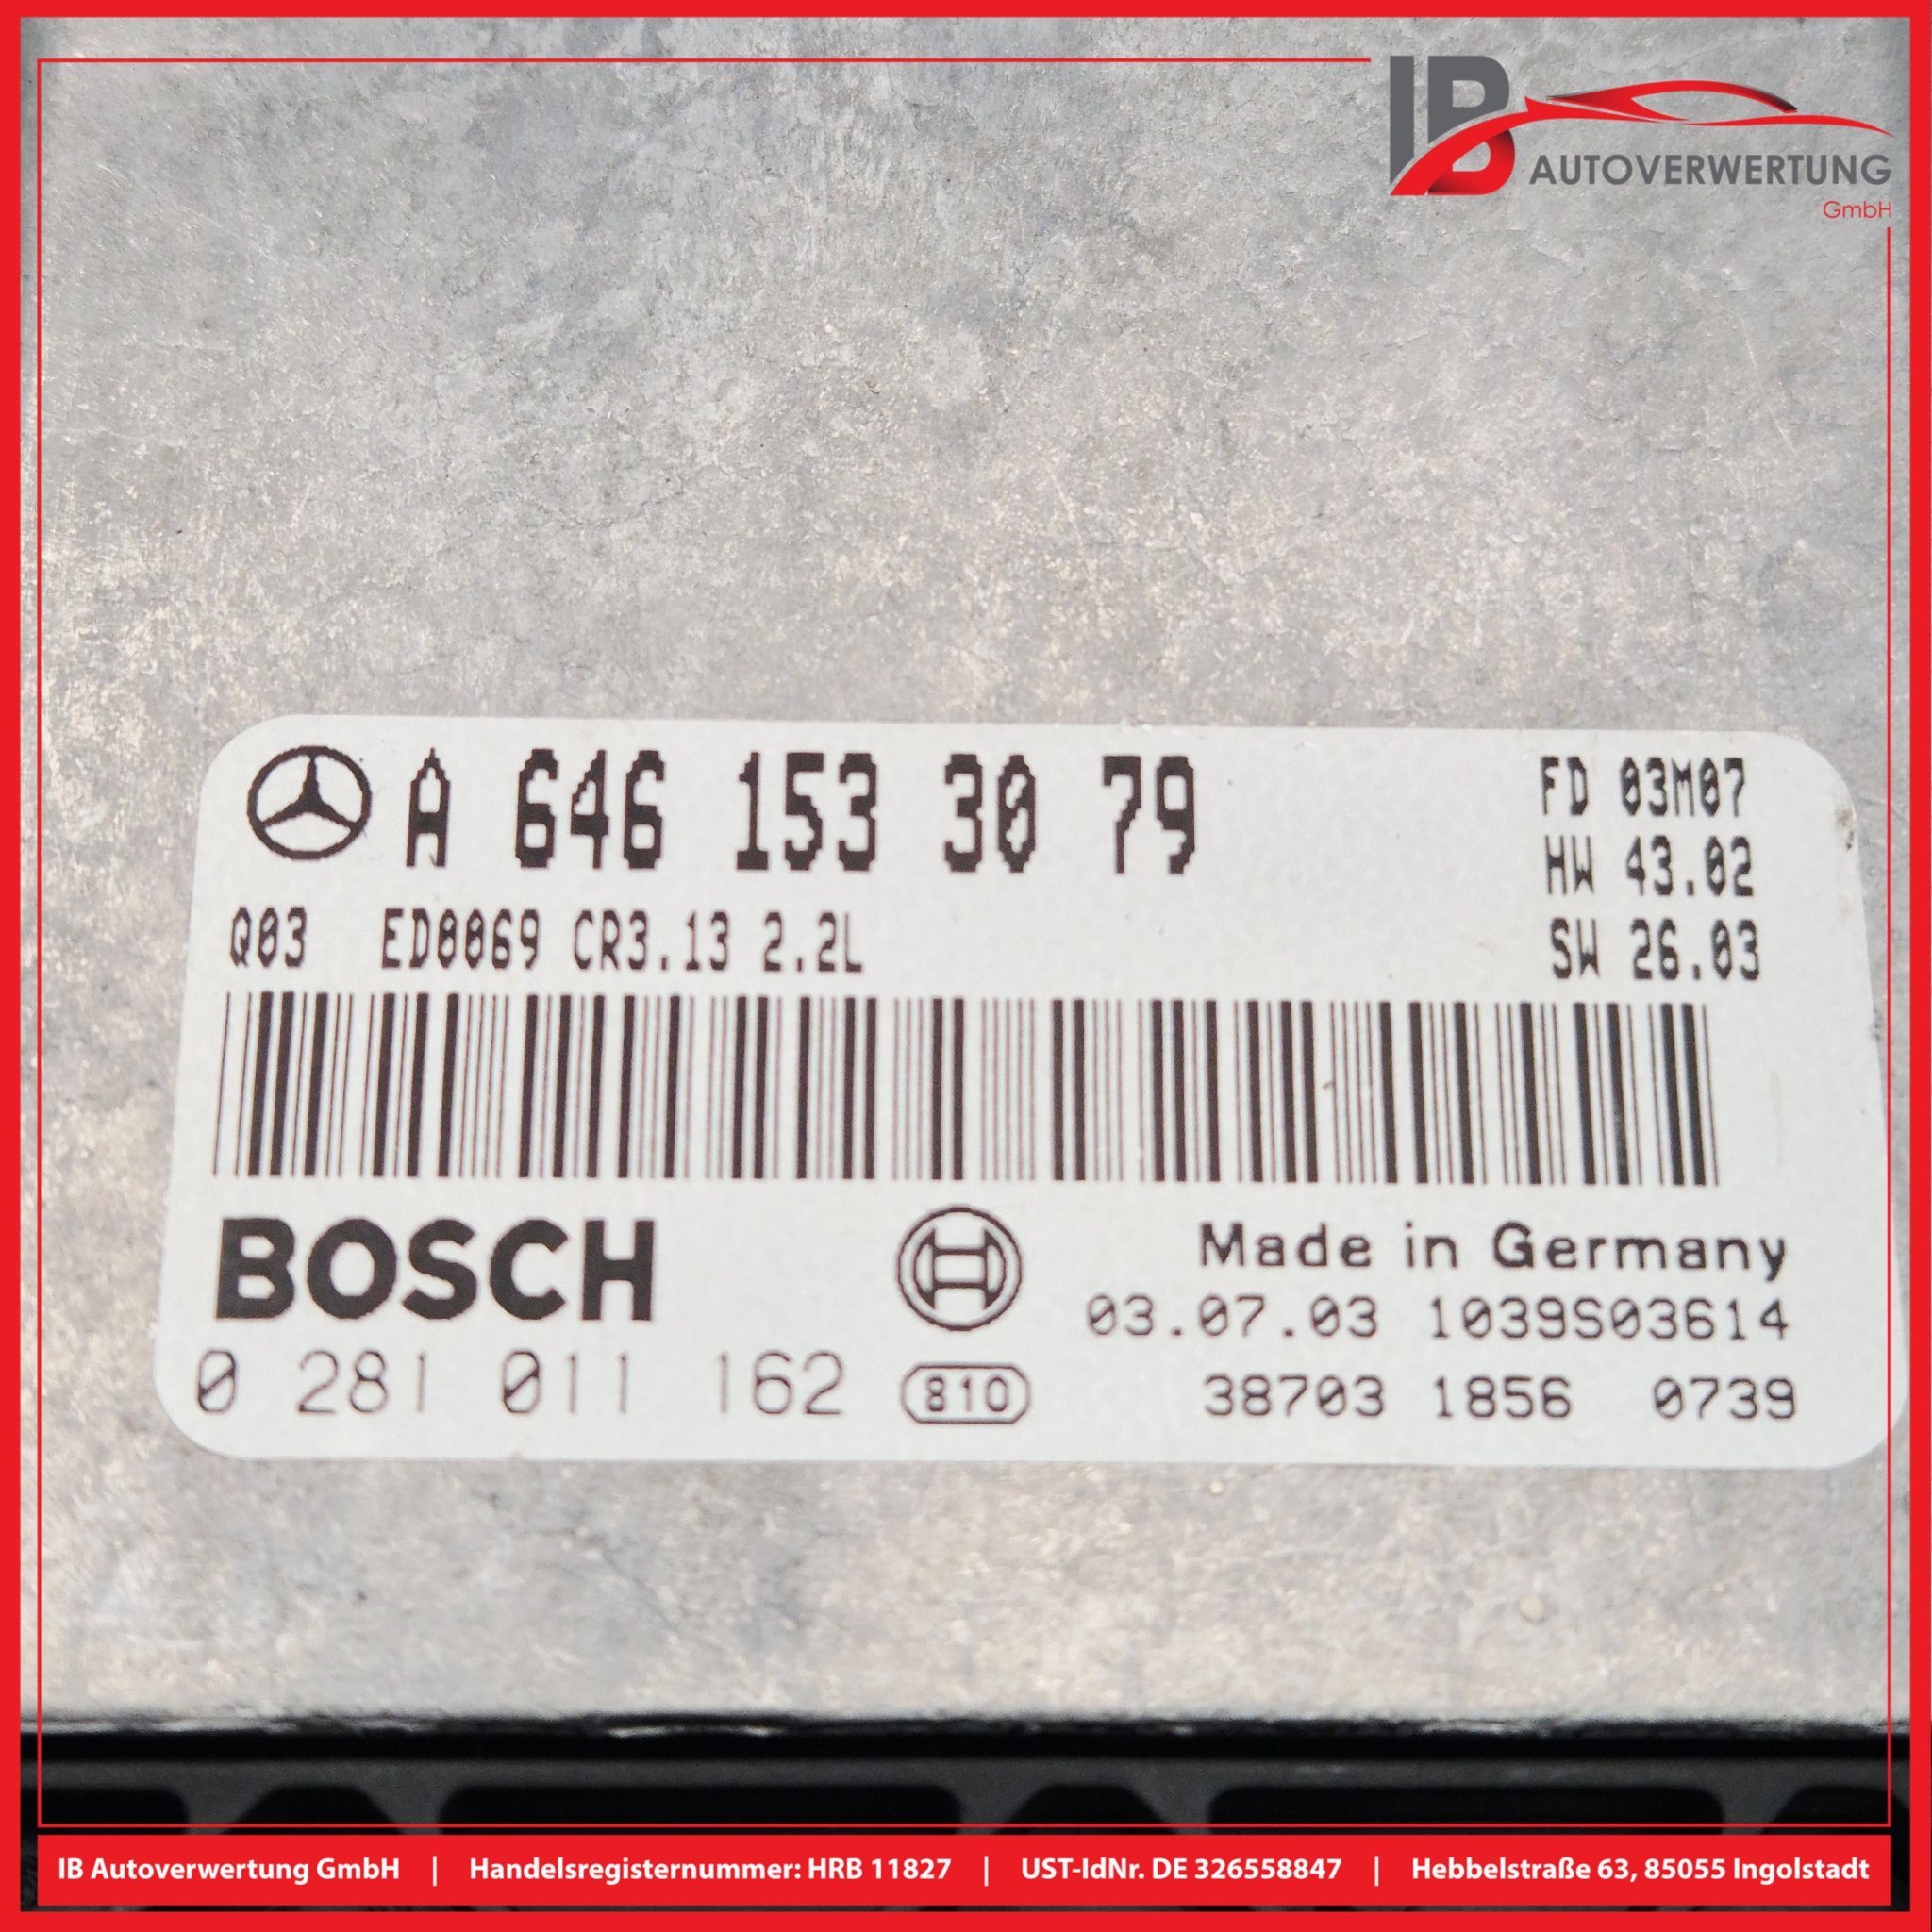 IB
AUTOVERWERTUNG
GmbH
A 646 153 30 79
FD 03M07
HW 43.02
Q03 ED0069 CR3.13 2.2L
SW 26.03
BOSCH
Made in Germany
03.07.03 1039S03614
0 281 011 162
810
38703 1856 0739
IB Autoverwertung GmbH | Handelsregisternummer: HRB 11827 | UST-IdNr. DE 326558847 | Hebbelstraße 63, 85055 Ingolstadt